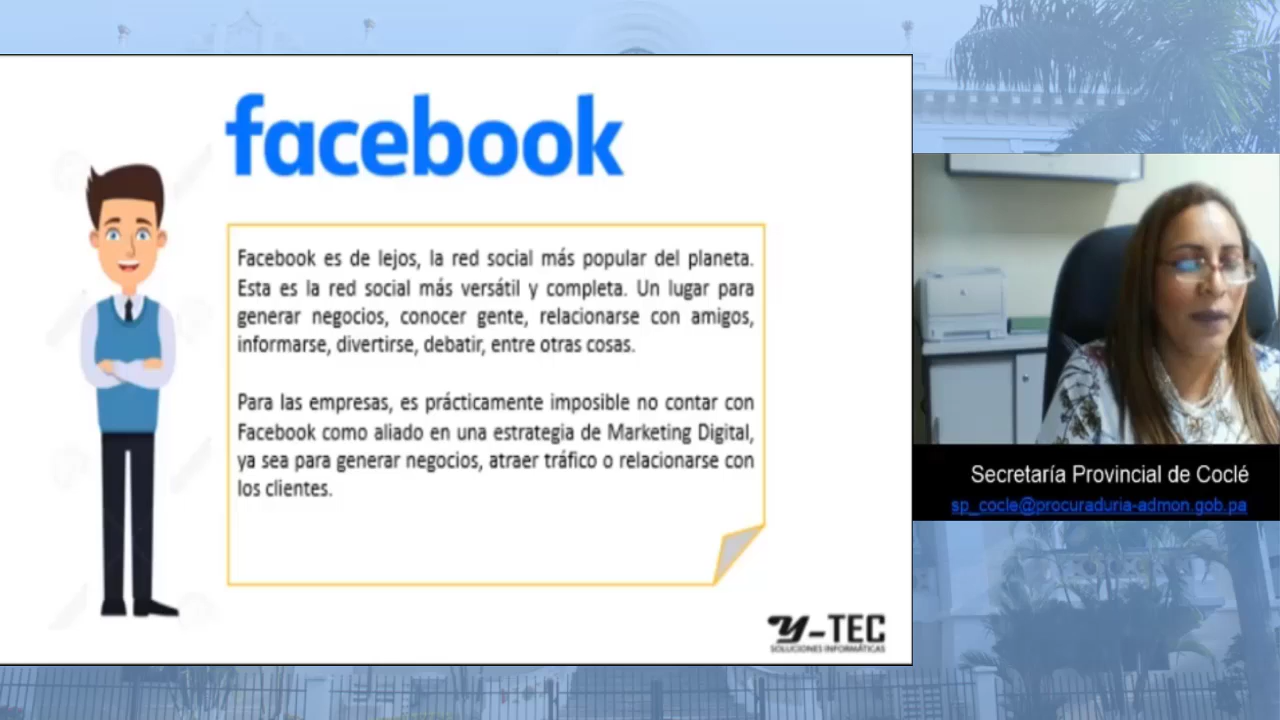 facebook
Facebook es de lejos, la red social más popular del planeta.
Esta es la red social más versátil y completa. Un lugar para
generar negocios, conocer gente, relacionarse con amigos,
informarse, divertirse, debatir, entre otras cosas.
Para las empresas, es prácticamente imposible no contar con
Facebook como aliado en una estrategia de Marketing Digital,
ya sea para generar negocios, atraer tráfico o relacionarse con
los clientes.
Y-TEC
SOLUCIONES INFORMÁTICAS
Secretaría Provincial de Coclé
sp_cocle@procuraduria-admon.gob.pa